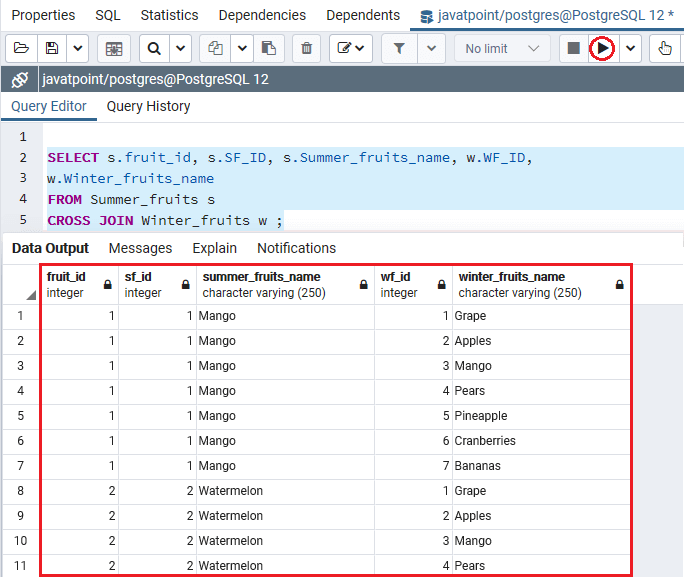 Properties SQL Statistics Dependencies Dependents javatpoint/postgres@PostgreSQL 12 *
No limit
javatpoint/postgres@PostgreSQL 12
Query Editor Query History
1
2 SELECT s.fruit_id, s.SF_ID, s.Summer_fruits_name, w.WF_ID,
3 w.Winter_fruits_name
4 FROM Summer_fruits s
5 CROSS JOIN Winter_fruits w ;
Data Output Messages Explain Notifications
fruit_id sf_id summer_fruits_name wf_id winter_fruits_name
integer integer character varying (250) integer character varying (250)
1 1 1 Mango 1 Grape
2 1 1 Mango 2 Apples
3 1 1 Mango 3 Mango
4 1 1 Mango 4 Pears
5 1 1 Mango 5 Pineapple
6 1 1 Mango 6 Cranberries
7 1 1 Mango 7 Bananas
8 2 2 Watermelon 1 Grape
9 2 2 Watermelon 2 Apples
10 2 2 Watermelon 3 Mango
11 2 2 Watermelon 4 Pears